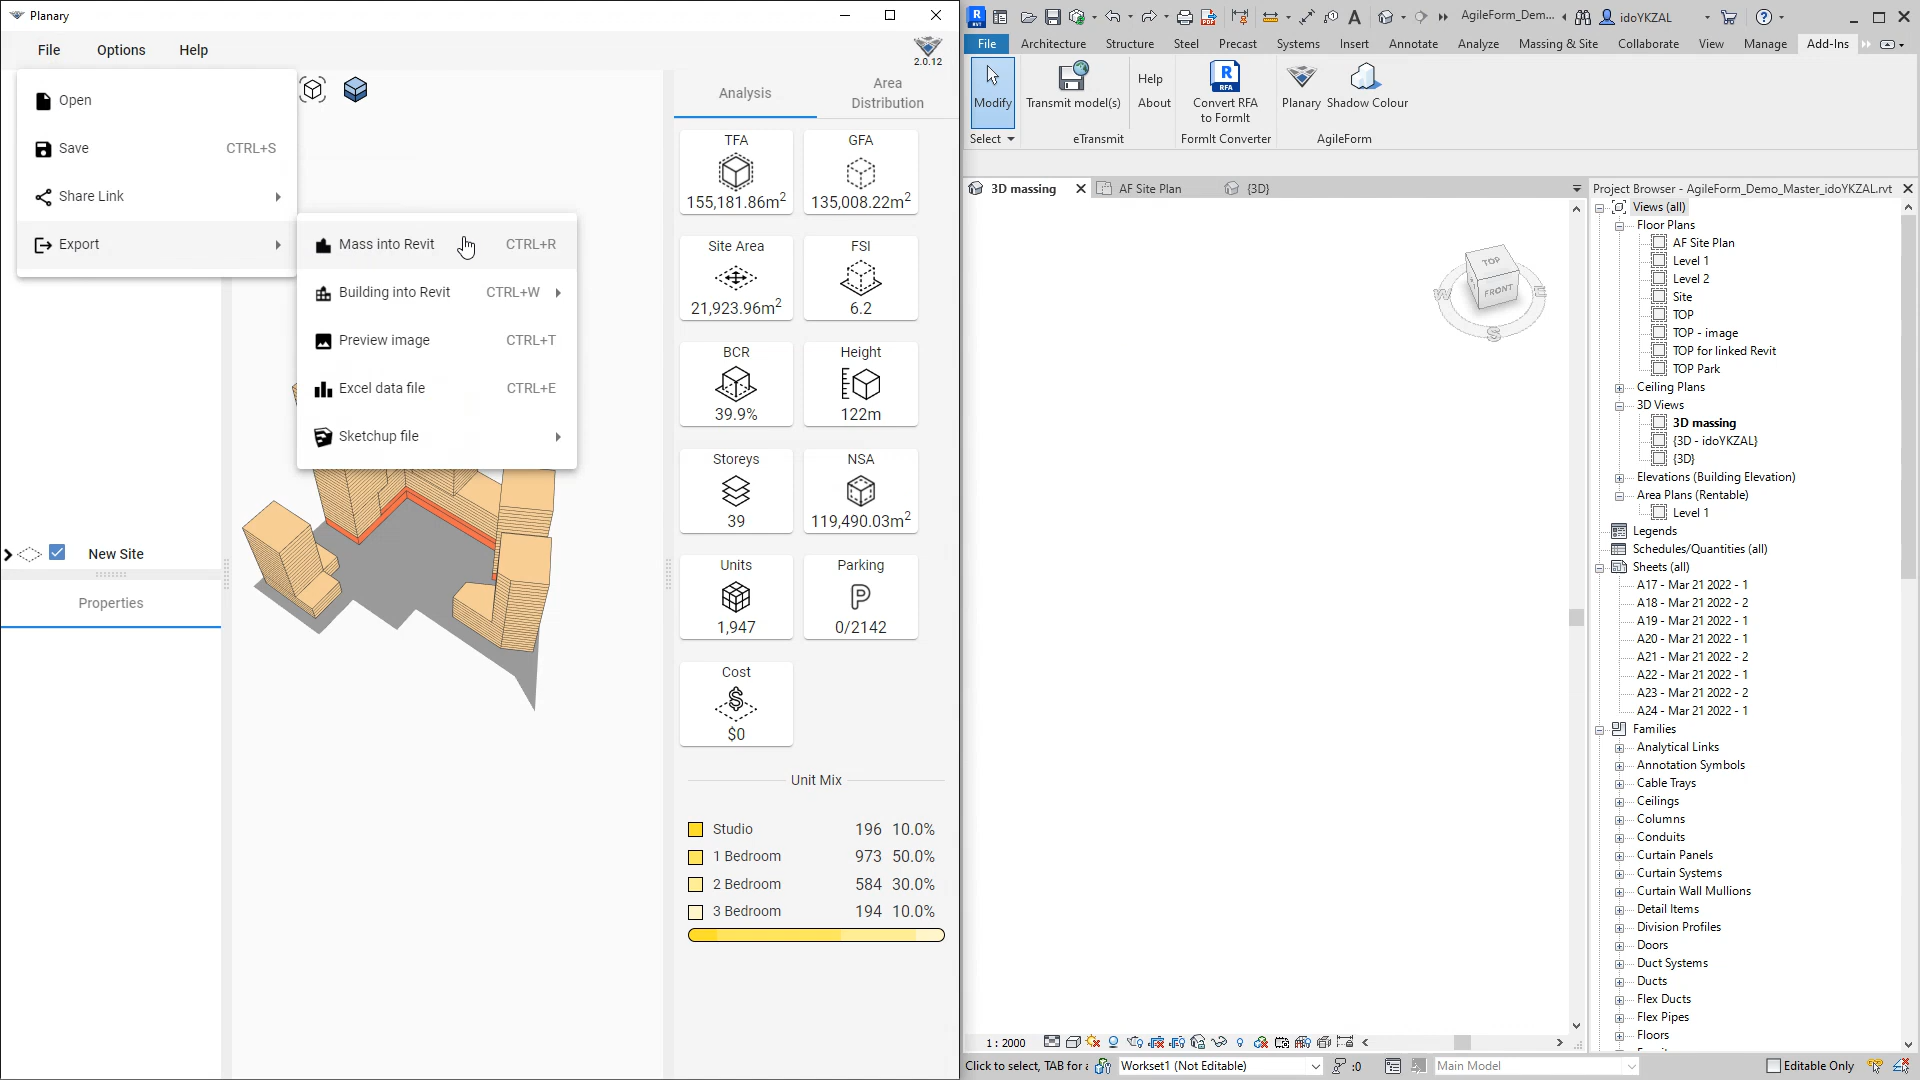 Planary
File
Options
Help
2.0.12
Open
Save
CTRL+S
Share Link
Export
Mass into Revit
CTRL+R
Building into Revit
CTRL+W
Preview image
CTRL+T
Excel data file
CTRL+E
Sketchup file
New Site
Properties
Analysis
Area
Distribution
TFA
155,181.86m²
GFA
135,008.22m²
Site Area
21,923.96m²
FSI
6.2
BCR
39.9%
Height
122m
Storeys
39
NSA
119,490.03m²
Units
1,947
Parking
P
0/2142
Cost
$0
Unit Mix
Studio 196 10.0%
1 Bedroom 973 50.0%
2 Bedroom 584 30.0%
3 Bedroom 194 10.0%
R
RVT
PDF
A
AgileForm_Dem...
idoYKZAL
?
File
Architecture
Structure
Steel
Precast
Systems
Insert
Annotate
Analyze
Massing & Site
Collaborate
View
Manage
Add-Ins
Modify
Select
Transmit model(s)
Help
About
eTransmit
R
RFA
Convert RFA
to FormIt
FormIt Converter
Planary
Shadow Colour
AgileForm
3D massing
AF Site Plan
{3D}
TOP
FRONT
W
E
S
Project Browser - AgileForm_Demo_Master_idoYKZAL.rvt
Views (all)
Floor Plans
AF Site Plan
Level 1
Level 2
Site
TOP
TOP - image
TOP for linked Revit
TOP Park
Ceiling Plans
3D Views
3D massing
{3D - idoYKZAL}
{3D}
Elevations (Building Elevation)
Area Plans (Rentable)
Level 1
Legends
Schedules/Quantities (all)
Sheets (all)
A17 - Mar 21 2022 - 1
A18 - Mar 21 2022 - 2
A19 - Mar 21 2022 - 1
A20 - Mar 21 2022 - 1
A21 - Mar 21 2022 - 2
A22 - Mar 21 2022 - 1
A23 - Mar 21 2022 - 2
A24 - Mar 21 2022 - 1
Families
Analytical Links
Annotation Symbols
Cable Trays
Ceilings
Columns
Conduits
Curtain Panels
Curtain Systems
Curtain Wall Mullions
Detail Items
Division Profiles
Doors
Duct Systems
Ducts
Flex Ducts
Flex Pipes
Floors
1 : 2000
Click to select, TAB for a
Workset1 (Not Editable)
:0
Main Model
Editable Only